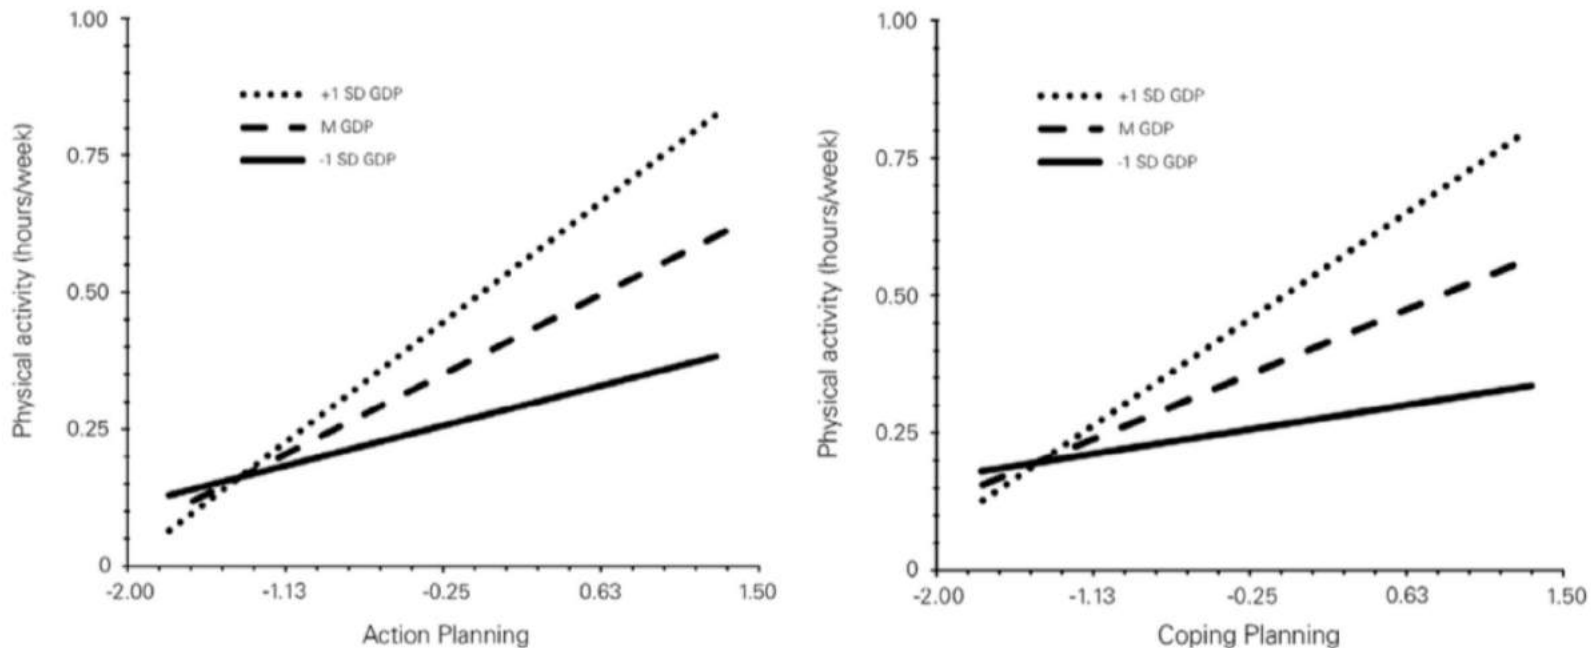 1.00
0.75
0.50
0.25
0
Physical activity (hours/week)
+1 SD GDP
M GDP
-1 SD GDP
-2.00 -1.13 -0.25 0.63 1.50
Action Planning
1.00
0.75
0.50
0.25
0
Physical activity (hours/week)
+1 SD GDP
M GDP
-1 SD GDP
-2.00 -1.13 -0.25 0.63 1.50
Coping Planning